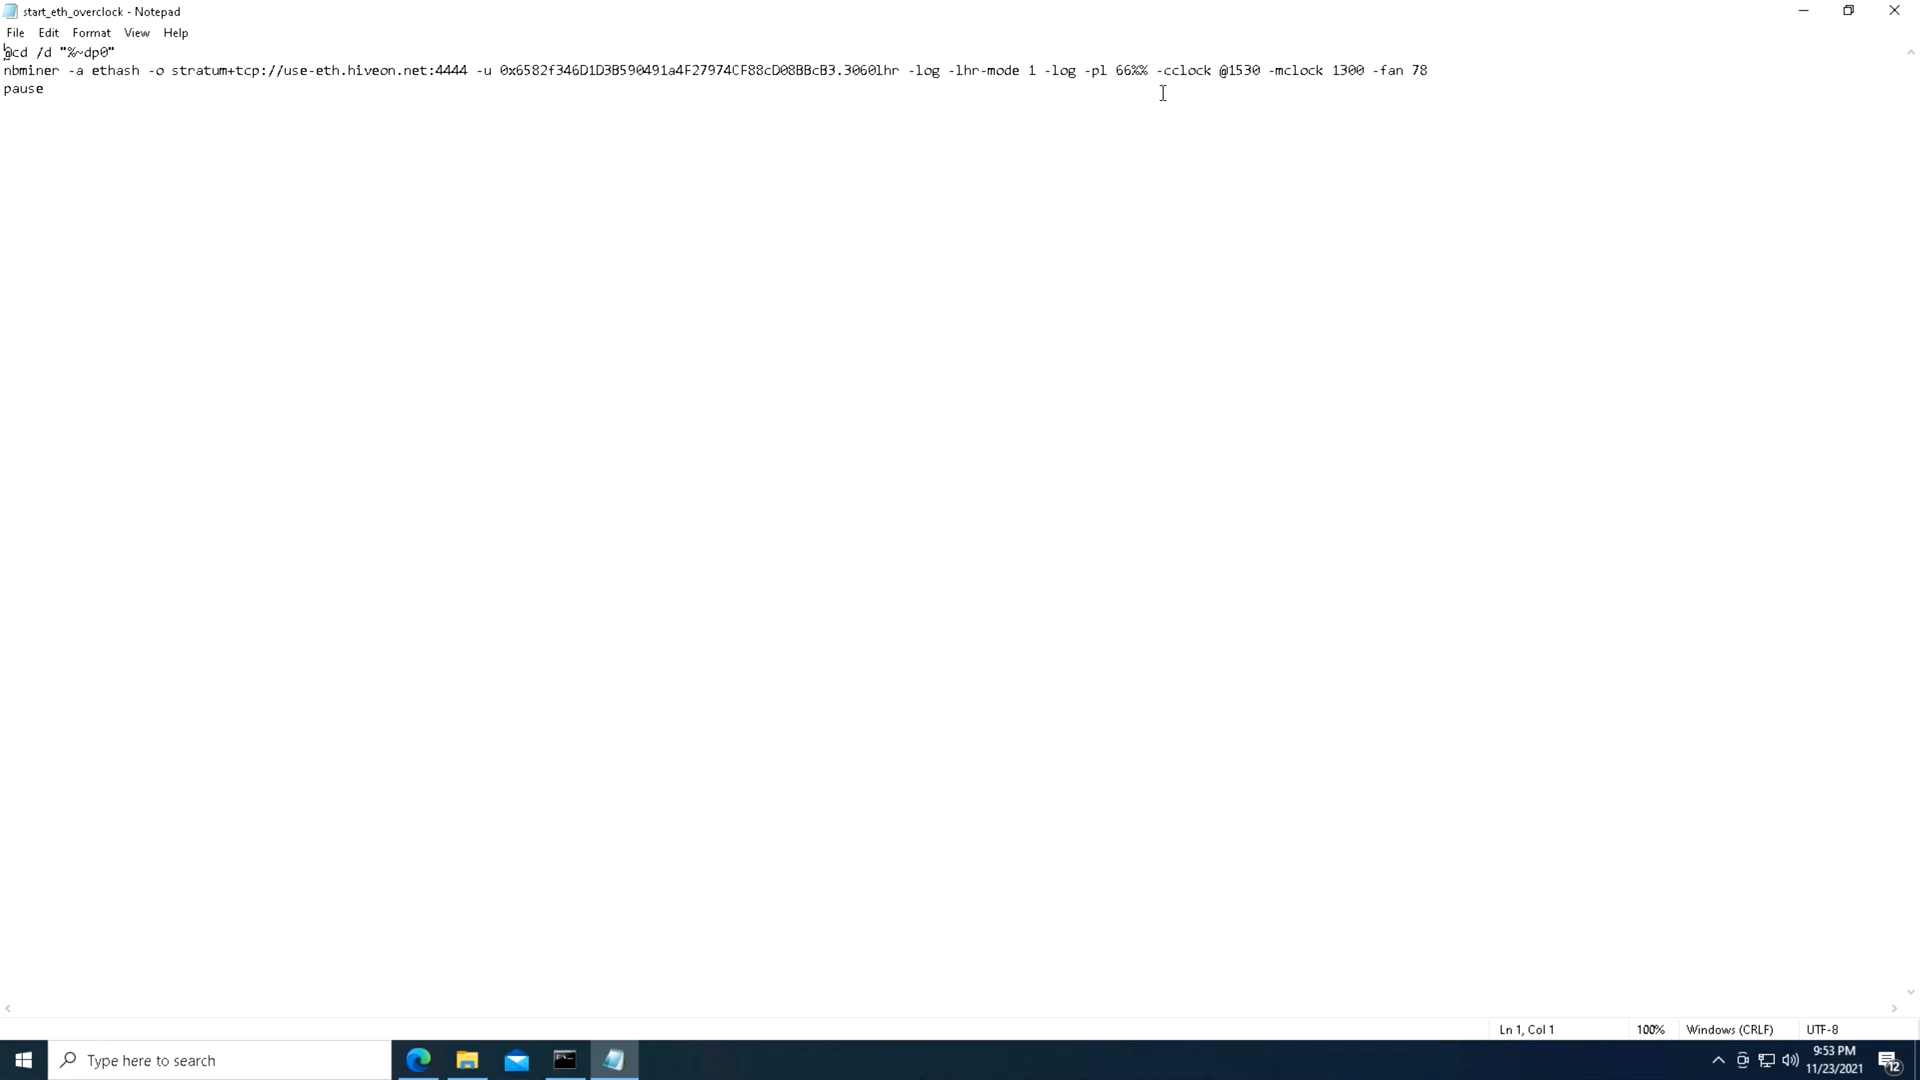 start_eth_overclock - Notepad
File Edit Format View Help
@cd /d "%~dp0"
nbminer -a ethash -o stratum+tcp://use-eth.hiveon.net:4444 -u 0x6582f346D1D3B590491a4F27974CF88cD08BBcB3.3060lhr -log -lhr-mode 1 -log -pl 66%% -cclock @1530 -mclock 1300 -fan 78
pause
Ln 1, Col 1 100% Windows (CRLF) UTF-8
Type here to search
9:53 PM
11/23/2021
12